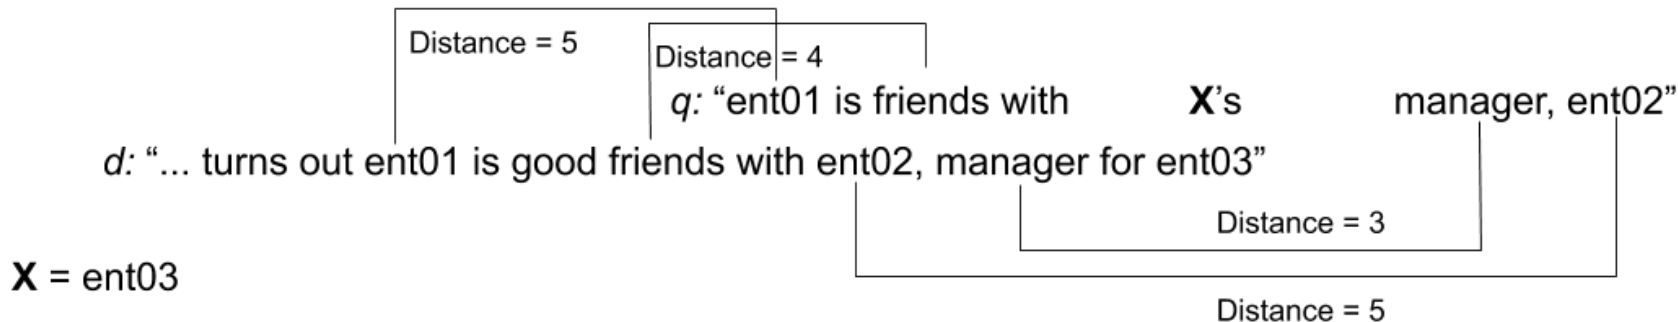 Distance = 5
Distance = 4
q: “ent01 is friends with X’s manager, ent02”
d: “... turns out ent01 is good friends with ent02, manager for ent03”
Distance = 3
X = ent03
Distance = 5